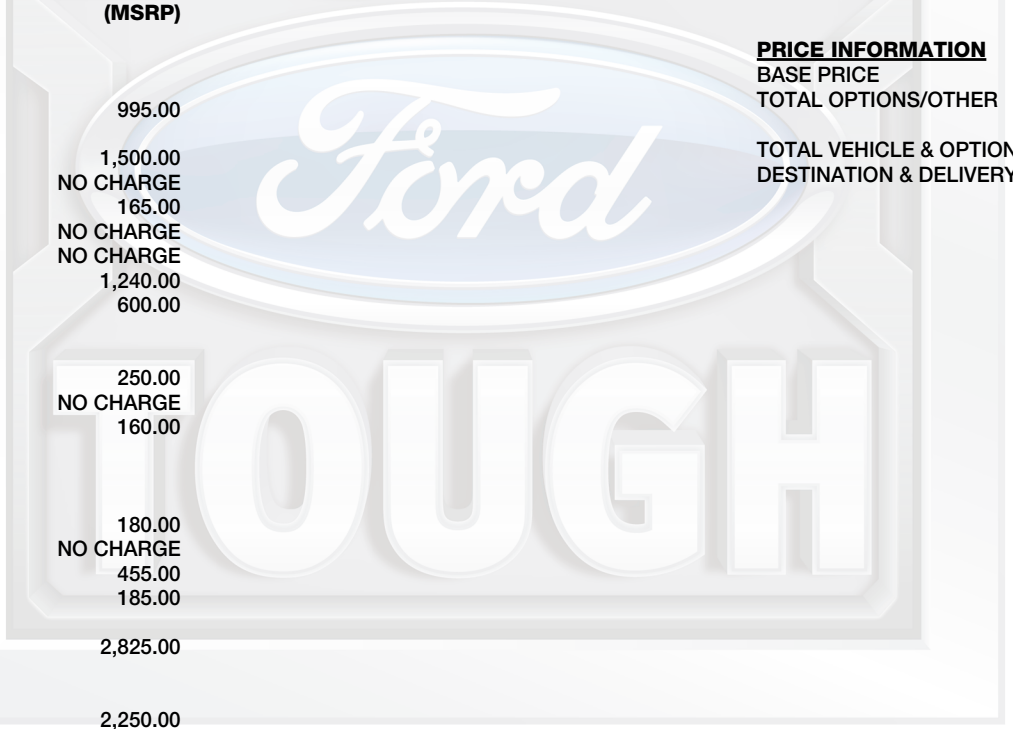 (MSRP)
995.00
1,500.00
NO CHARGE
165.00
NO CHARGE
NO CHARGE
1,240.00
600.00
250.00
NO CHARGE
160.00
180.00
NO CHARGE
455.00
185.00
2,825.00
2,250.00
PRICE INFORMATION
BASE PRICE
TOTAL OPTIONS/OTHER
TOTAL VEHICLE & OPTION
DESTINATION & DELIVERY
Ford
TOUGH